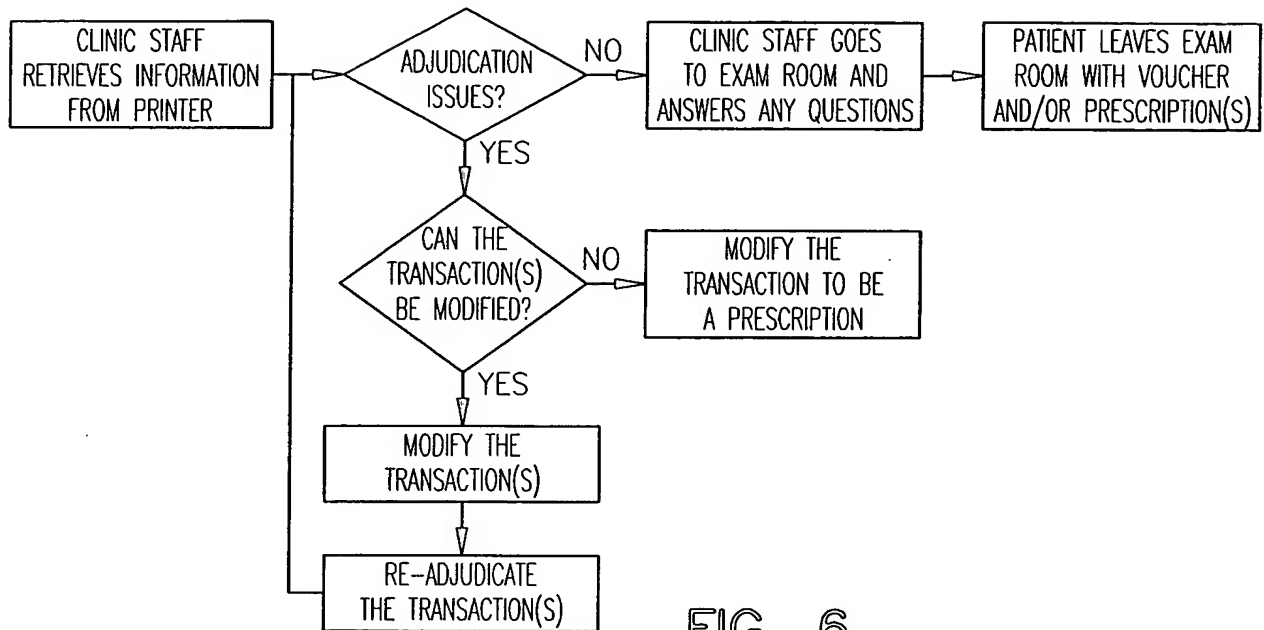 CLINIC STAFF
RETRIEVES INFORMATION
FROM PRINTER
ADJUDICATION
ISSUES?
NO
CLINIC STAFF GOES
TO EXAM ROOM AND
ANSWERS ANY QUESTIONS
PATIENT LEAVES EXAM
ROOM WITH VOUCHER
AND/OR PRESCRIPTION(S)
YES
CAN THE
TRANSACTION(S)
BE MODIFIED?
NO
MODIFY THE
TRANSACTION TO BE
A PRESCRIPTION
YES
MODIFY THE
TRANSACTION(S)
RE-ADJUDICATE
THE TRANSACTION(S)
FIG. 6